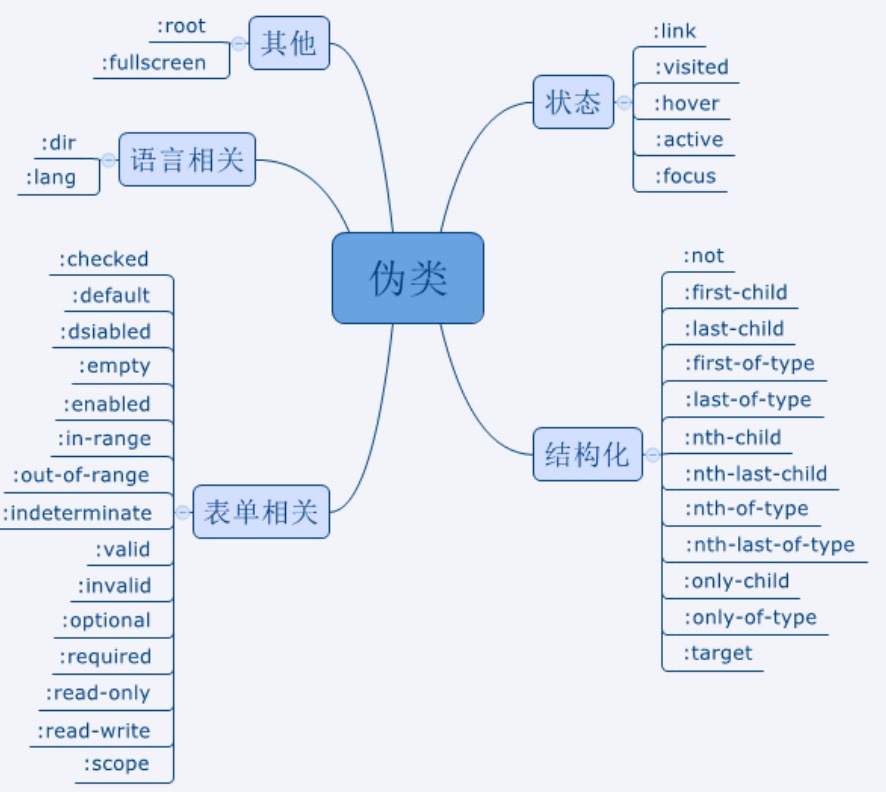 伪类
其他
:root
:fullscreen
语言相关
:dir
:lang
表单相关
:checked
:default
:dsiabled
:empty
:enabled
:in-range
:out-of-range
:indeterminate
:valid
:invalid
:optional
:required
:read-only
:read-write
:scope
状态
:link
:visited
:hover
:active
:focus
结构化
:not
:first-child
:last-child
:first-of-type
:last-of-type
:nth-child
:nth-last-child
:nth-of-type
:nth-last-of-type
:only-child
:only-of-type
:target